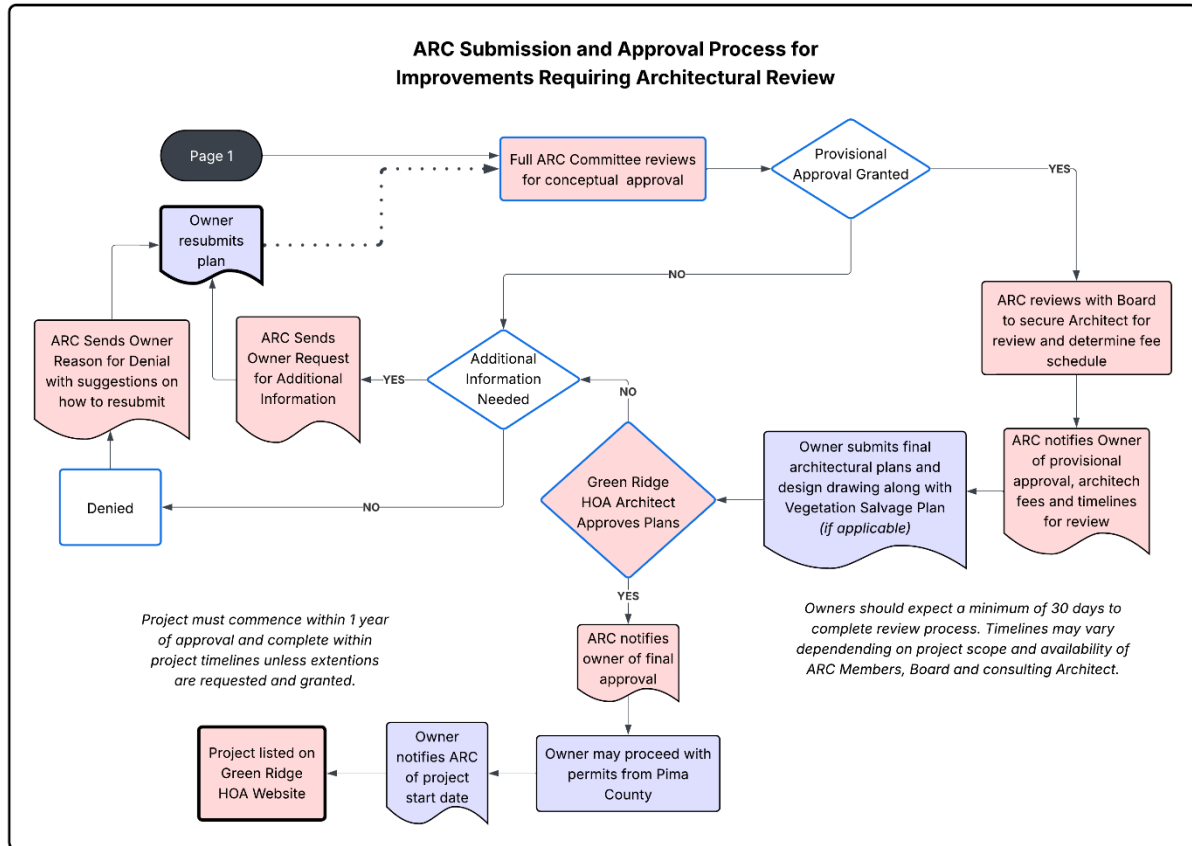 ARC Submission and Approval Process for
Improvements Requiring Architectural Review
Page 1
Full ARC Committee reviews
for conceptual approval
Provisional
Approval Granted
YES
NO
Owner
resubmits
plan
ARC reviews with Board
to secure Architect for
review and determine fee
schedule
ARC Sends Owner
Reason for Denial
with suggestions on
how to resubmit
ARC Sends
Owner Request
for Additional
Information
YES
Additional
Information
Needed
NO
NO
Denied
Green Ridge
HOA Architect
Approves Plans
YES
Owner submits final
architectural plans and
design drawing along with
Vegetation Salvage Plan
(if applicable)
ARC notifies Owner
of provisional
approval, architech
fees and timelines
for review
Project must commence within 1 year
of approval and complete within
project timelines unless extentions
are requested and granted.
ARC notifies
owner of final
approval
Owners should expect a minimum of 30 days to
complete review process. Timelines may vary
dependending on project scope and availability of
ARC Members, Board and consulting Architect.
Project listed on
Green Ridge
HOA Website
Owner
notifies ARC
of project
start date
Owner may proceed with
permits from Pima
County